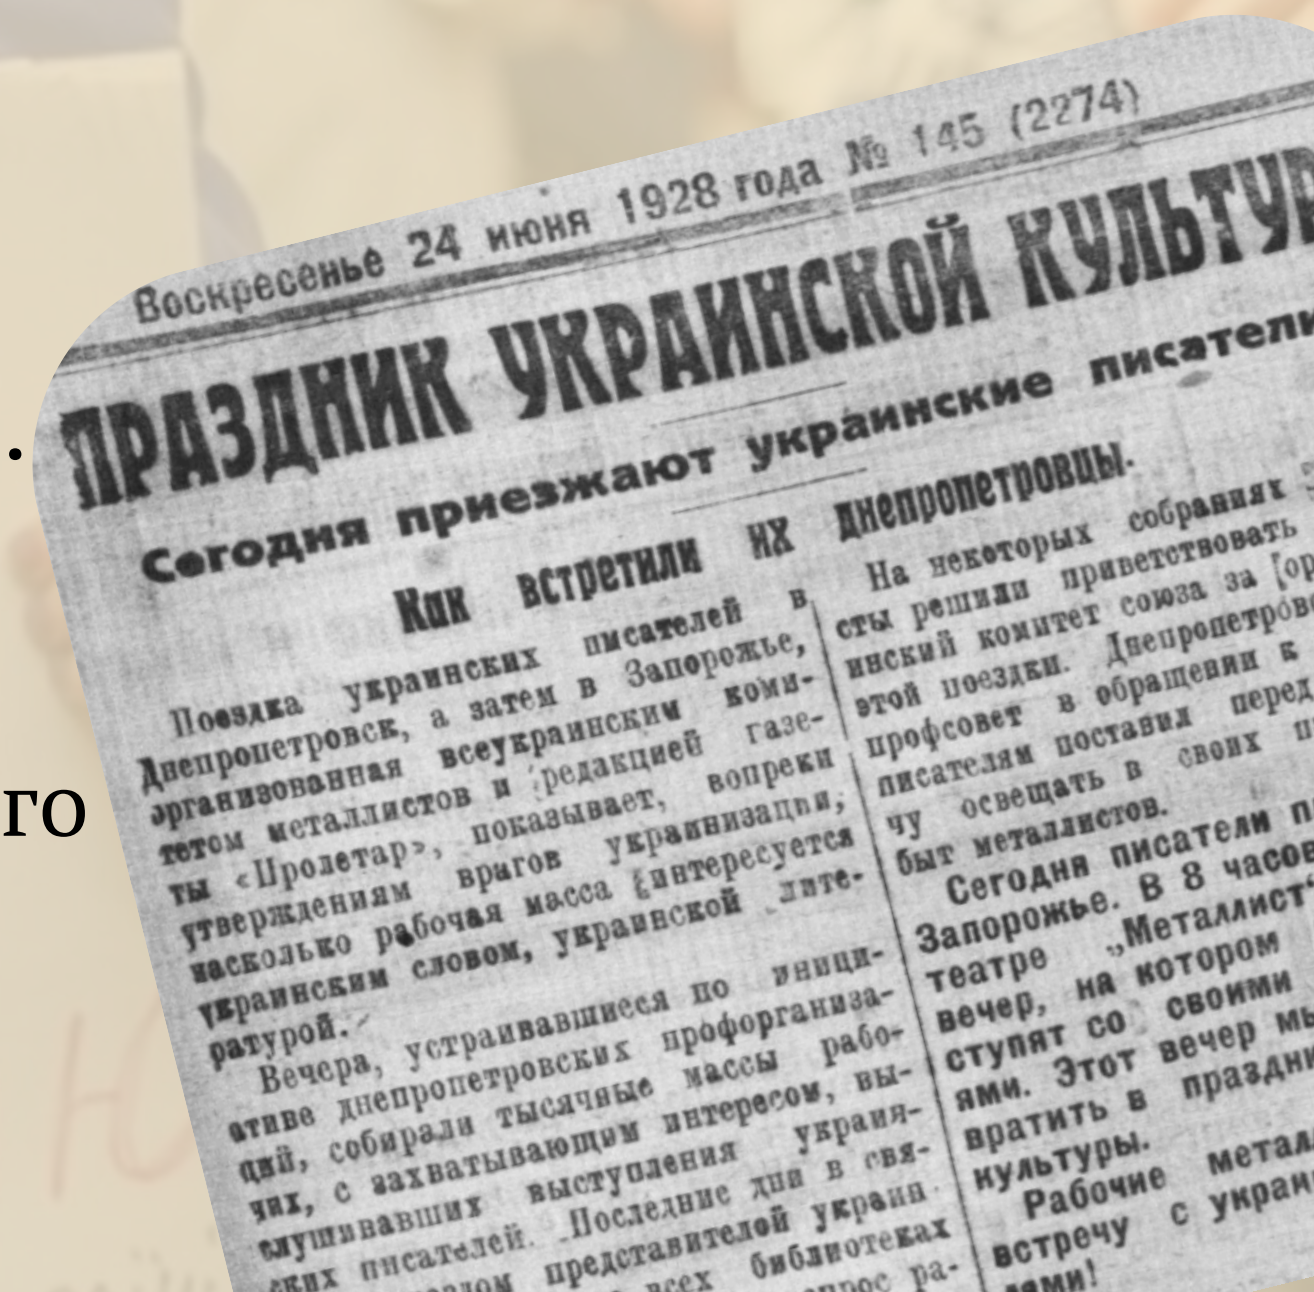 Воскресенье 24 июня 1928 года № 145 (2274)
ПРАЗДНИК УКРАИНСКОЙ КУЛЬТУР
Сегодня приезжают украинские писатели
Как встретили их днепропетровцы.
Поездка украинских писателей в
Днепропетровск, а затем в Запорожье,
организованная всеукраинским коми-
тетом металлистов и редакцией газе-
ты «Пролетар», показывает, вопреки
утверждениям врагов украинизации,
насколько рабочая масса интересуется
украинским словом, украинской лите-
ратурой.
Вечера, устраивавшиеся по иници-
ативе днепропетровских профорганиза-
ций, собирали тысячные массы рабо-
чих, с захватывающим интересом, вы-
слушивавших выступления украин-
ских писателей. Последние дни в свя-
представителей украин
всех библиотеках
ра-
На некоторых собраниях
сты решили приветствовать
инский комитет союза за [ор
этой поездки. Днепропетров
профсовет в обращении к
писателям поставил перед
чу освещать в своих п
быт металлистов.
Сегодня писатели п
Запорожье. В 8 часов
театре „Металлист
вечер, на котором
ступят со своими
ями. Этот вечер мы
вратить в праздни
культуры.
Рабочие метал
встречу с украи
ями!
.
го